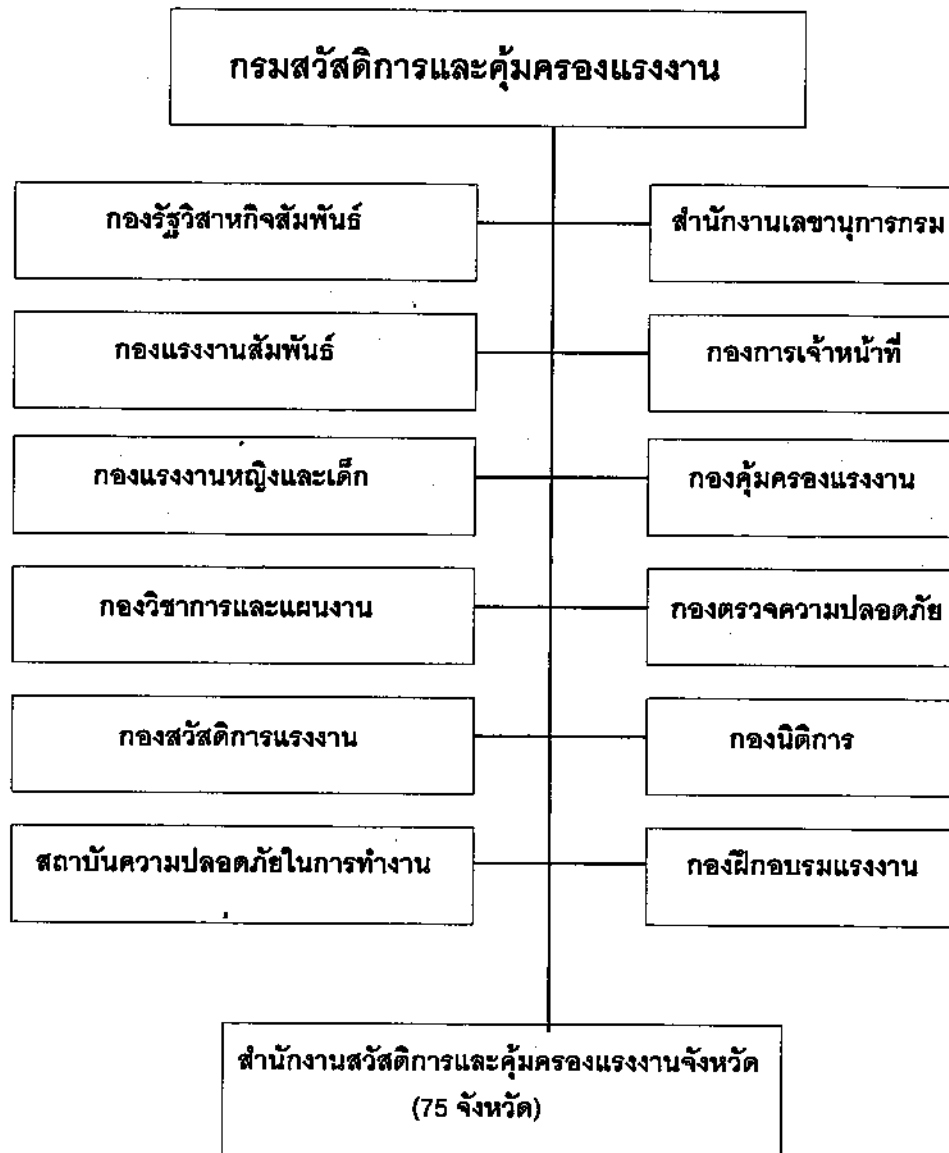 กรมสวัสดิการและคุ้มครองแรงงาน
กองรัฐวิสาหกิจสัมพันธ์
สำนักงานเลขานุการกรม
กองแรงงานสัมพันธ์
กองการเจ้าหน้าที่
กองแรงงานหญิงและเด็ก
กองคุ้มครองแรงงาน
กองวิชาการและแผนงาน
กองตรวจความปลอดภัย
กองสวัสดิการแรงงาน
กองนิติการ
สถาบันความปลอดภัยในการทำงาน
กองฝึกอบรมแรงงาน
สำนักงานสวัสดิการและคุ้มครองแรงงานจังหวัด
(75 จังหวัด)